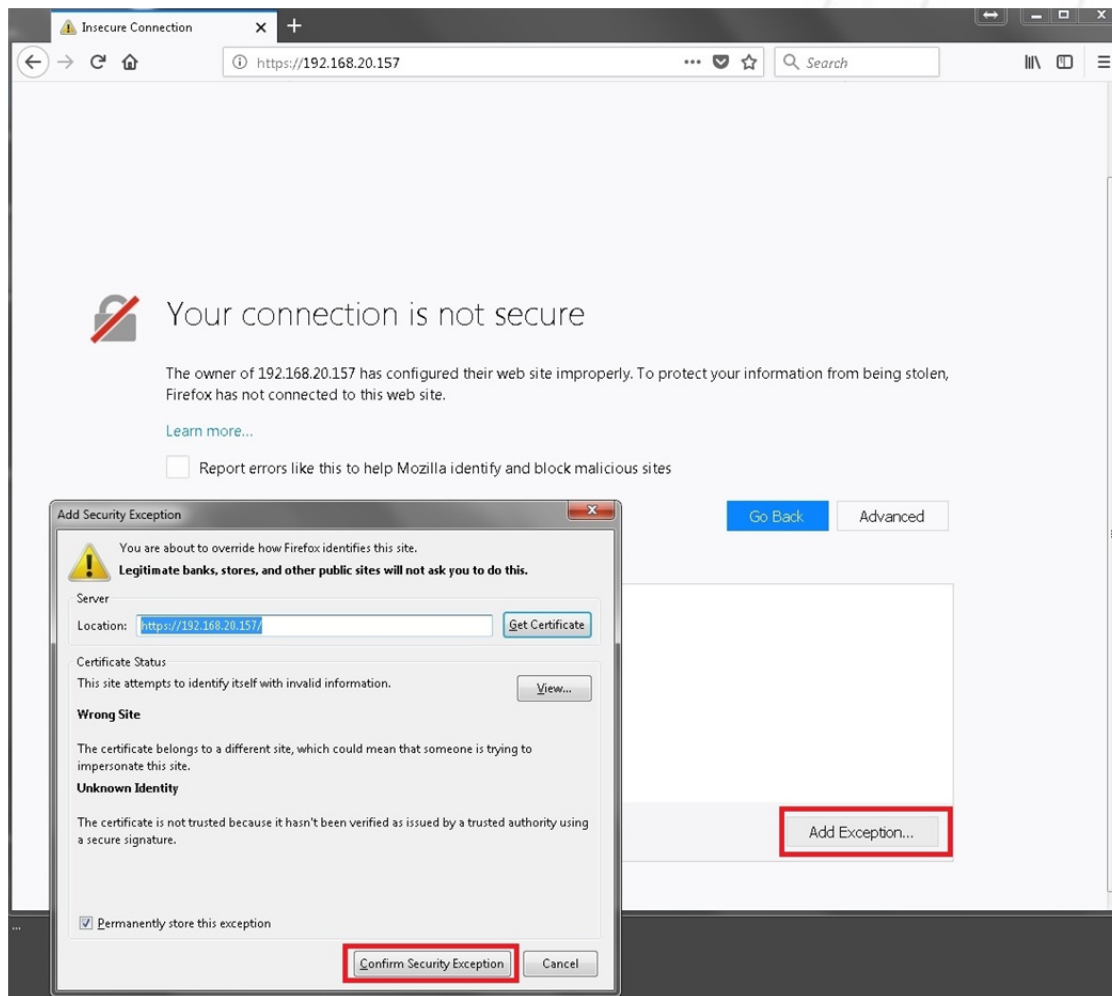 Insecure Connection
https://192.168.20.157
Search
Your connection is not secure
The owner of 192.168.20.157 has configured their web site improperly. To protect your information from being stolen,
Firefox has not connected to this web site.
Learn more...
Report errors like this to help Mozilla identify and block malicious sites
Go Back
Advanced
Add Exception...
Add Security Exception
You are about to override how Firefox identifies this site.
Legitimate banks, stores, and other public sites will not ask you to do this.
Server
Location: https://192.168.20.157/
Get Certificate
Certificate Status
This site attempts to identify itself with invalid information.
View...
Wrong Site
The certificate belongs to a different site, which could mean that someone is trying to
impersonate this site.
Unknown Identity
The certificate is not trusted because it hasn't been verified as issued by a trusted authority using
a secure signature.
Permanently store this exception
Confirm Security Exception
Cancel
...